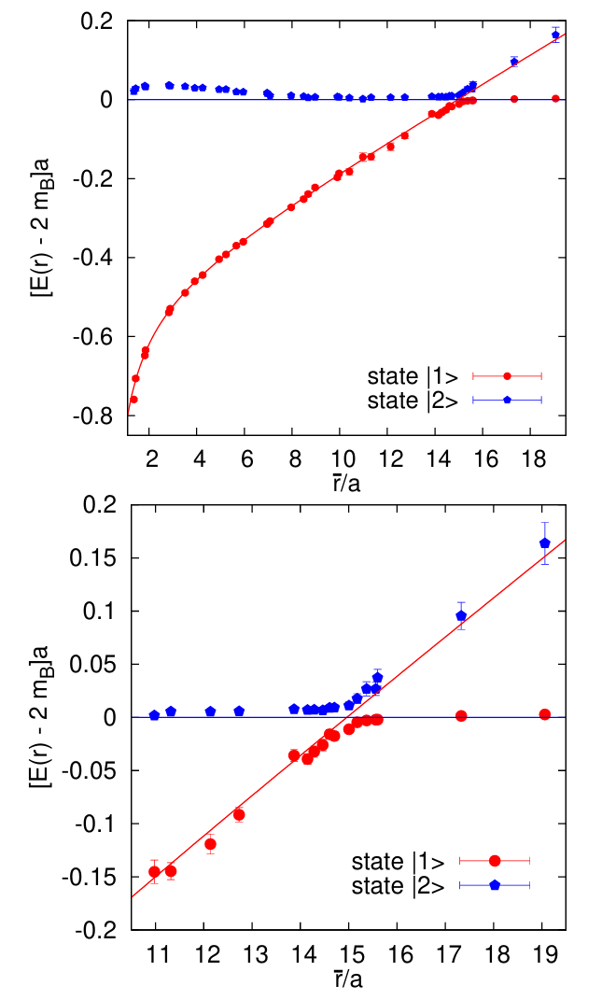 0.2
0
-0.2
-0.4
-0.6
-0.8
[E(r) - 2 m_B]a
state |1>
state |2>
2 4 6 8 10 12 14 16 18
r̄/a
0.2
0.15
0.1
0.05
0
-0.05
-0.1
-0.15
-0.2
[E(r) - 2 m_B]a
state |1>
state |2>
11 12 13 14 15 16 17 18 19
r̄/a